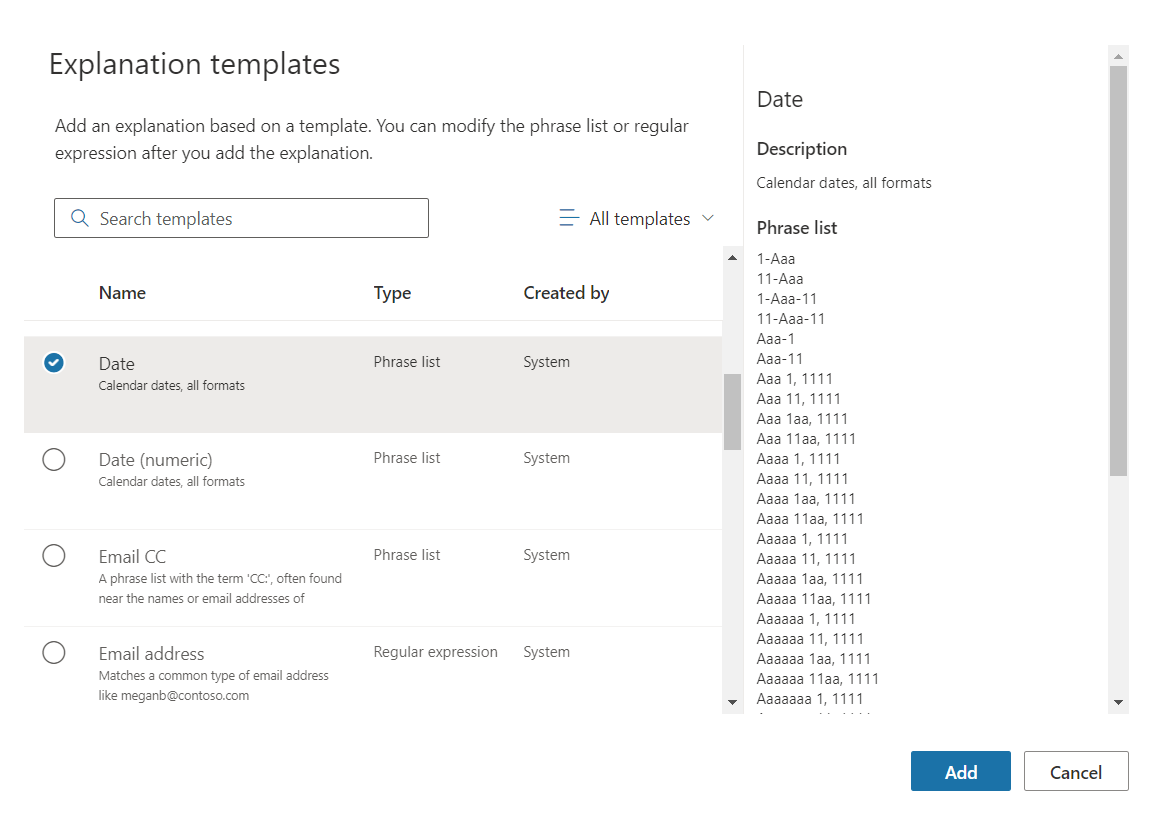 Explanation templates
Add an explanation based on a template. You can modify the phrase list or regular
expression after you add the explanation.
Search templates
All templates
Name Type Created by
Date Phrase list System
Calendar dates, all formats
Date (numeric) Phrase list System
Calendar dates, all formats
Email CC Phrase list System
A phrase list with the term 'CC:', often found
near the names or email addresses of
Email address Regular expression System
Matches a common type of email address
like meganb@contoso.com
Date
Description
Calendar dates, all formats
Phrase list
1-Aaa
11-Aaa
1-Aaa-11
11-Aaa-11
Aaa-1
Aaa-11
Aaa 1, 1111
Aaa 11, 1111
Aaa 1aa, 1111
Aaa 11aa, 1111
Aaaa 1, 1111
Aaaa 11, 1111
Aaaa 1aa, 1111
Aaaa 11aa, 1111
Aaaaa 1, 1111
Aaaaa 11, 1111
Aaaaa 1aa, 1111
Aaaaa 11aa, 1111
Aaaaaa 1, 1111
Aaaaaa 11, 1111
Aaaaaa 1aa, 1111
Aaaaaa 11aa, 1111
Aaaaaaa 1, 1111
Add
Cancel